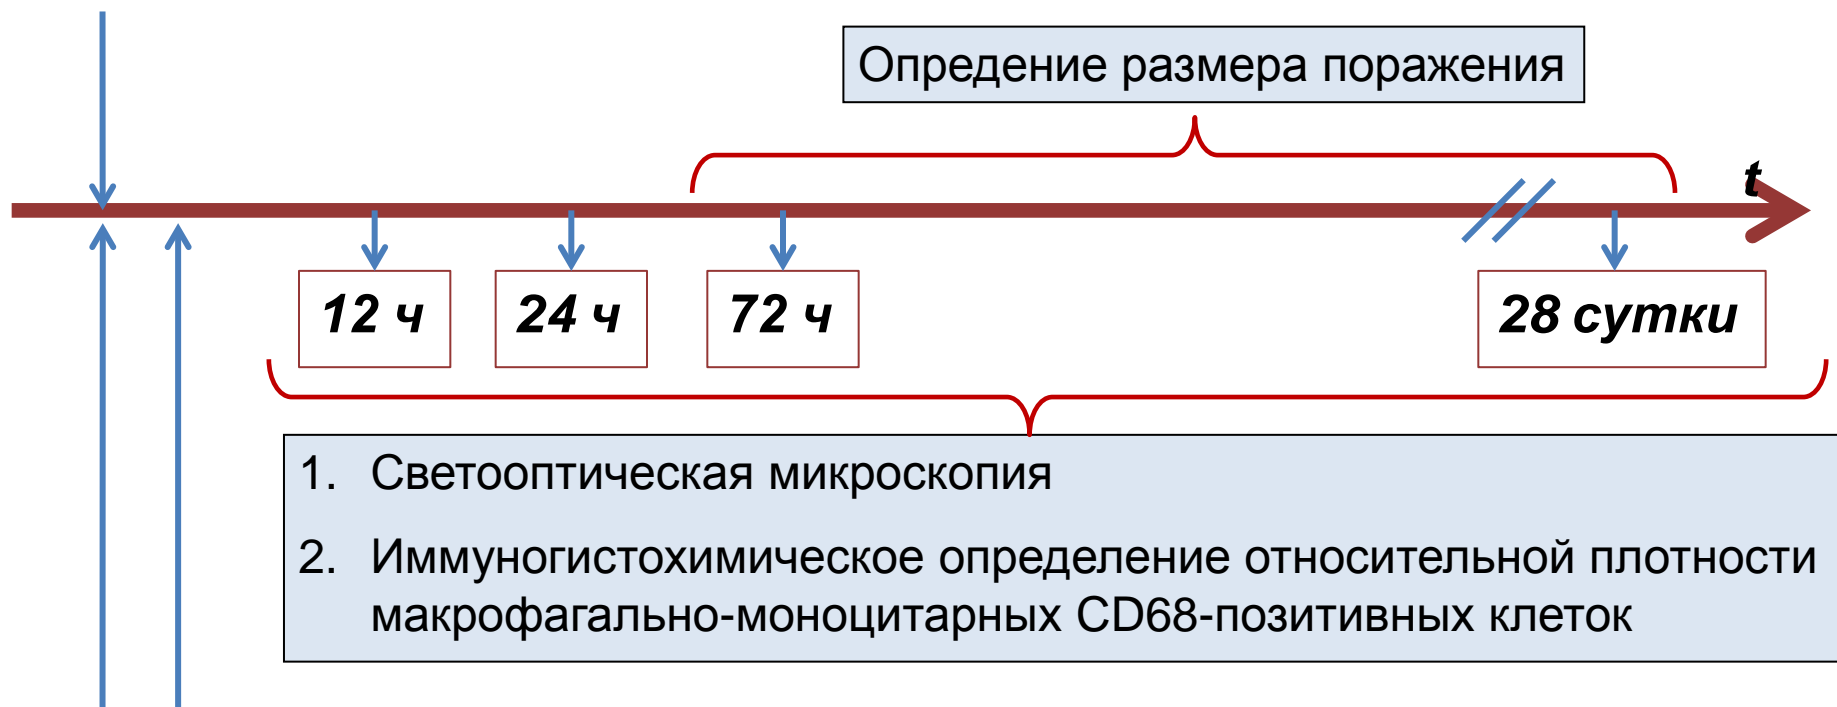 Опредение размера поражения
t
12 ч
24 ч
72 ч
28 сутки
1. Светооптическая микроскопия
2. Иммуногистохимическое определение относительной плотности
макрофагально-моноцитарных CD68-позитивных клеток